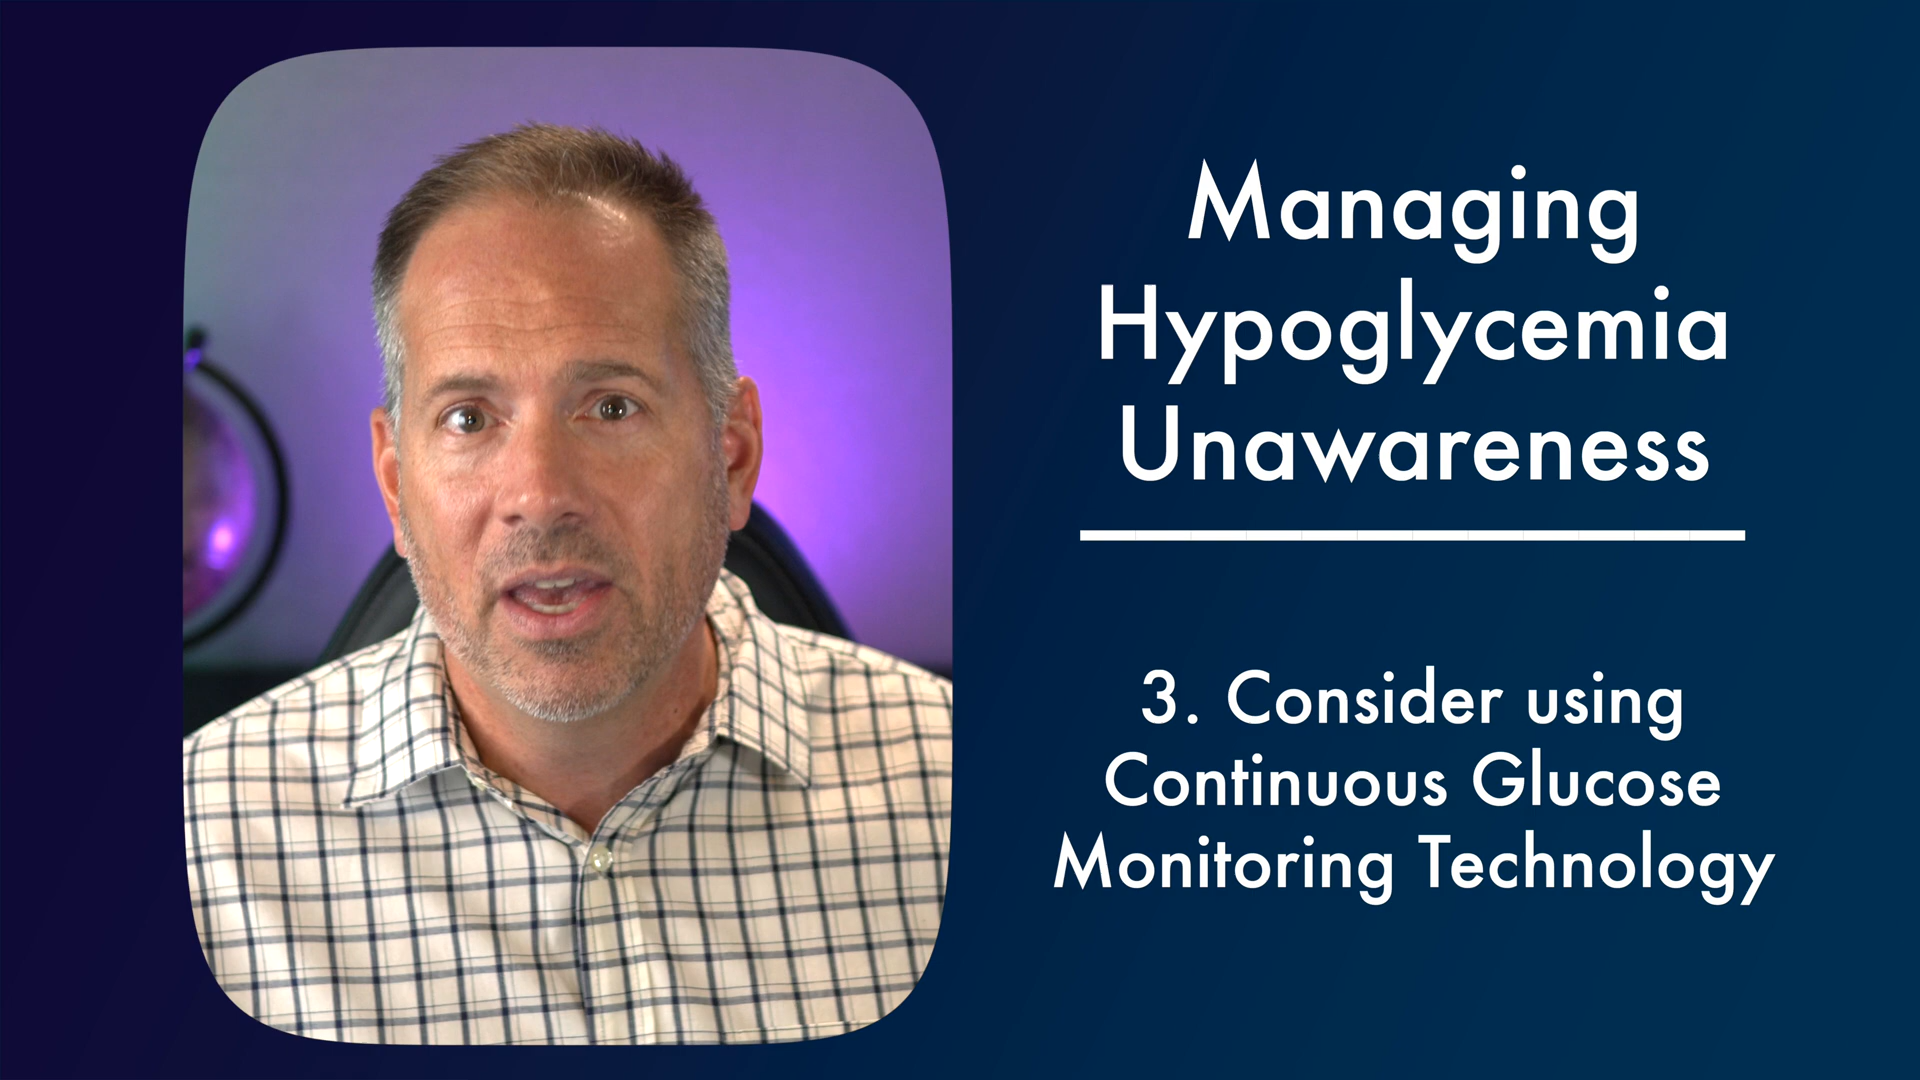 Managing
Hypoglycemia
Unawareness
3. Consider using
Continuous Glucose
Monitoring Technology